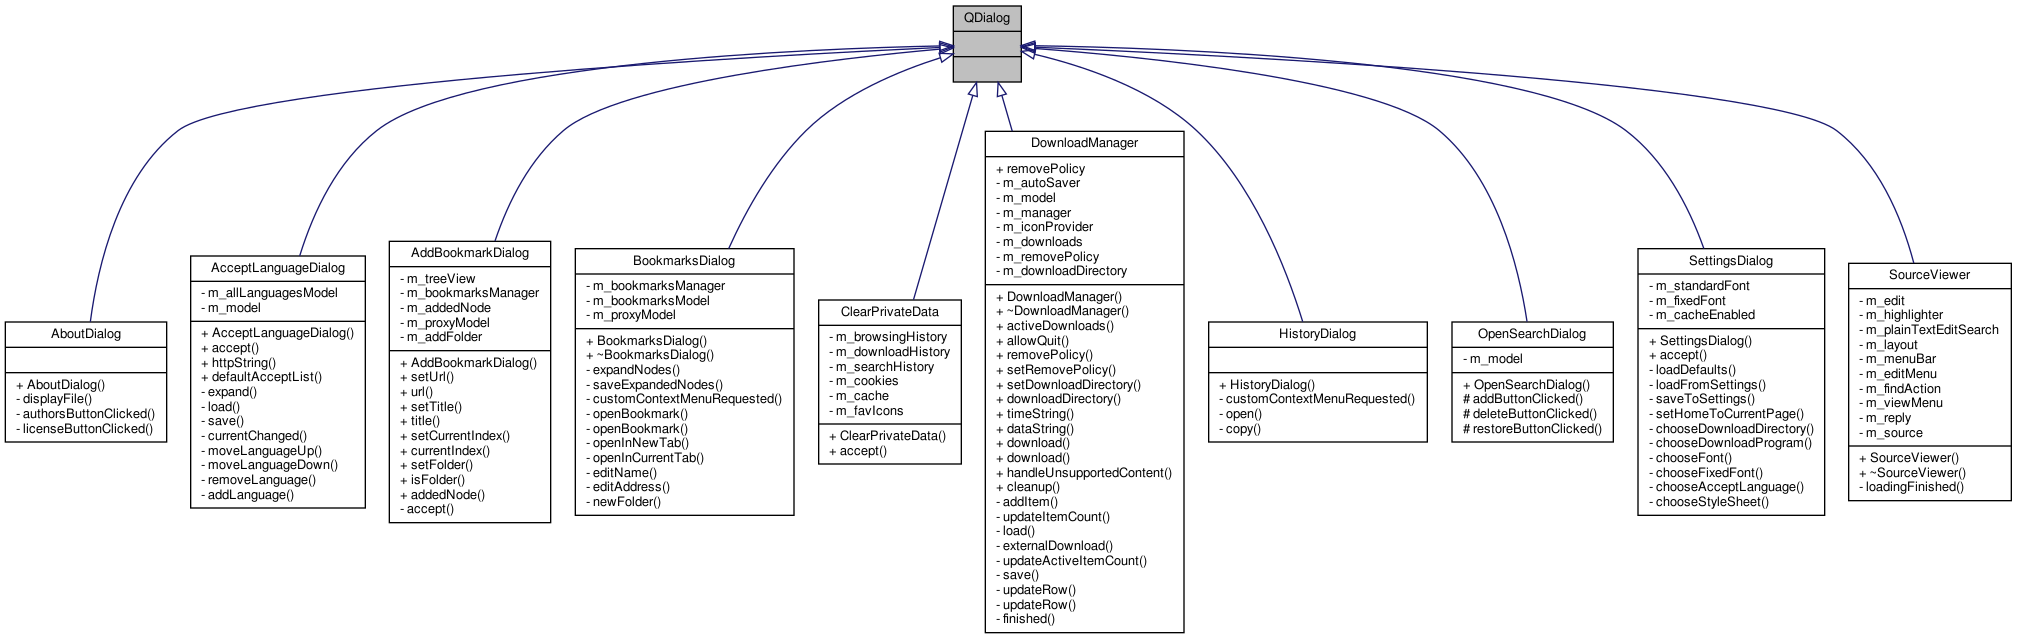 QDialog
AboutDialog
+ AboutDialog()
- displayFile()
- authorsButtonClicked()
- licenseButtonClicked()
AcceptLanguageDialog
- m_allLanguagesModel
- m_model
+ AcceptLanguageDialog()
+ accept()
+ httpString()
+ defaultAcceptList()
- expand()
- load()
- save()
- currentChanged()
- moveLanguageUp()
- moveLanguageDown()
- removeLanguage()
- addLanguage()
AddBookmarkDialog
- m_treeView
- m_bookmarksManager
- m_addedNode
- m_proxyModel
- m_addFolder
+ AddBookmarkDialog()
+ setUrl()
+ url()
+ setTitle()
+ title()
+ setCurrentIndex()
+ currentIndex()
+ setFolder()
+ isFolder()
+ addedNode()
- accept()
BookmarksDialog
- m_bookmarksManager
- m_bookmarksModel
- m_proxyModel
+ BookmarksDialog()
+ ~BookmarksDialog()
- expandNodes()
- saveExpandedNodes()
- customContextMenuRequested()
- openBookmark()
- openBookmark()
- openInNewTab()
- openInCurrentTab()
- editName()
- editAddress()
- newFolder()
ClearPrivateData
- m_browsingHistory
- m_downloadHistory
- m_searchHistory
- m_cookies
- m_cache
- m_favIcons
+ ClearPrivateData()
+ accept()
DownloadManager
+ removePolicy
- m_autoSaver
- m_model
- m_manager
- m_iconProvider
- m_downloads
- m_removePolicy
- m_downloadDirectory
+ DownloadManager()
+ ~DownloadManager()
+ activeDownloads()
+ allowQuit()
+ removePolicy()
+ setRemovePolicy()
+ setDownloadDirectory()
+ downloadDirectory()
+ timeString()
+ dataString()
+ download()
+ download()
+ handleUnsupportedContent()
+ cleanup()
- addItem()
- updateItemCount()
- load()
- externalDownload()
- updateActiveItemCount()
- save()
- updateRow()
- updateRow()
- finished()
HistoryDialog
+ HistoryDialog()
- customContextMenuRequested()
- open()
- copy()
OpenSearchDialog
- m_model
+ OpenSearchDialog()
# addButtonClicked()
# deleteButtonClicked()
# restoreButtonClicked()
SettingsDialog
- m_standardFont
- m_fixedFont
- m_cacheEnabled
+ SettingsDialog()
+ accept()
- loadDefaults()
- loadFromSettings()
- saveToSettings()
- setHomeToCurrentPage()
- chooseDownloadDirectory()
- chooseDownloadProgram()
- chooseFont()
- chooseFixedFont()
- chooseAcceptLanguage()
- chooseStyleSheet()
SourceViewer
- m_edit
- m_highlighter
- m_plainTextEditSearch
- m_layout
- m_menuBar
- m_editMenu
- m_findAction
- m_viewMenu
- m_reply
- m_source
+ SourceViewer()
+ ~SourceViewer()
- loadingFinished()